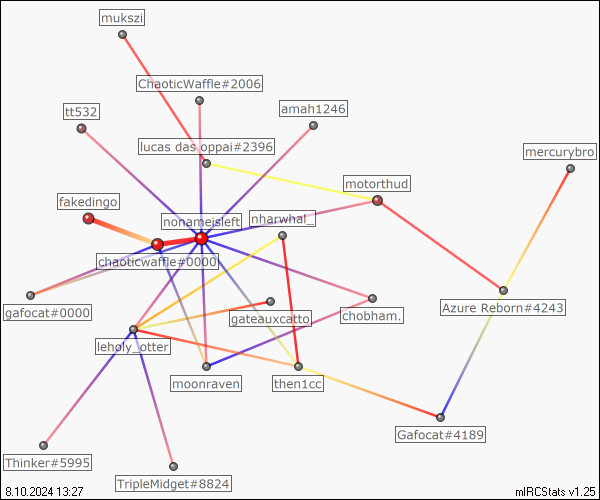 mukszi
ChaoticWaffle#2006
tt532
amah1246
lucas das oppai#2396
mercurybro
motorthud
fakedingo
nonameisleft
nharwhal_
chaoticwaffle#0000
gafocat#0000
gateauxcatto
chobham.
Azure Reborn#4243
leholy_otter
moonraven
then1cc
Gafocat#4189
Thinker#5995
TripleMidget#8824
8.10.2024 13:27
mIRCStats v1.25